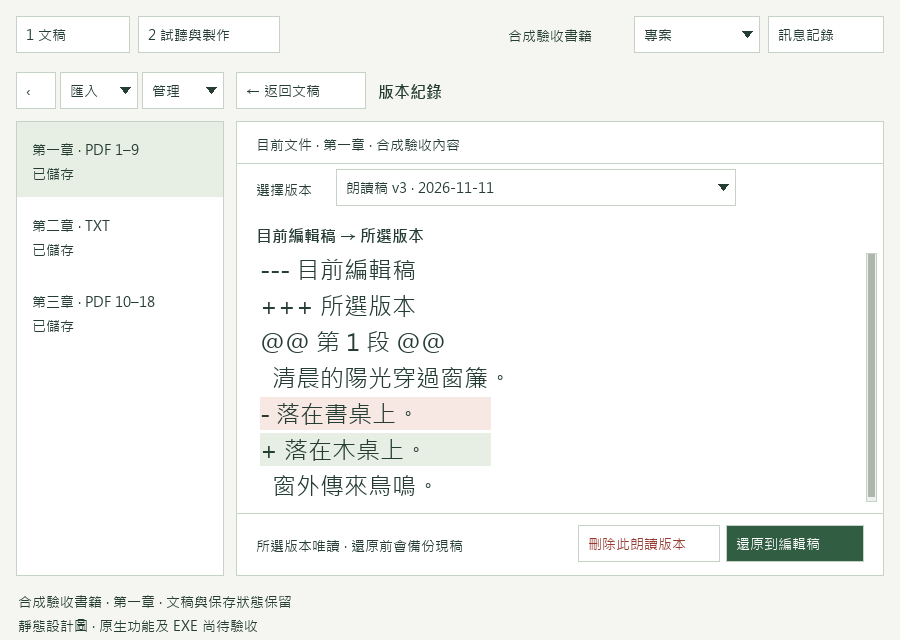 1 文稿
2 試聽與製作
合成驗收書籍
專案
訊息記錄
‹
匯入
管理
← 返回文稿
版本紀錄
第一章 · PDF 1–9
已儲存
第二章 · TXT
已儲存
第三章 · PDF 10–18
已儲存
目前文件 · 第一章 · 合成驗收內容
選擇版本
朗讀稿 v3 · 2026-11-11
目前編輯稿 → 所選版本
--- 目前編輯稿
+++ 所選版本
@@ 第 1 段 @@
清晨的陽光穿過窗簾。
- 落在書桌上。
+ 落在木桌上。
窗外傳來鳥鳴。
所選版本唯讀 · 還原前會備份現稿
刪除此朗讀版本
還原到編輯稿
合成驗收書籍 · 第一章 · 文稿與保存狀態保留
靜態設計圖 · 原生功能及 EXE 尚待驗收